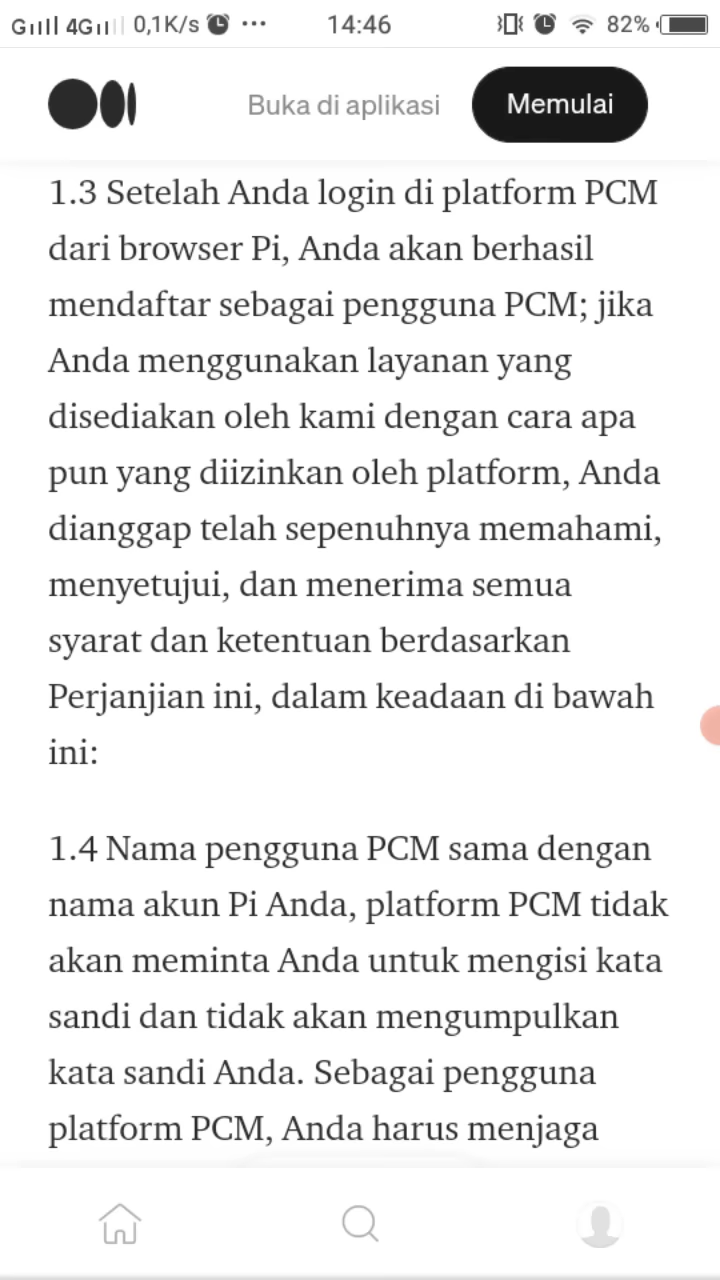 4G 0,1K/s ... 14:46 82%
Buka di aplikasi Memulai
1.3 Setelah Anda login di platform PCM
dari browser Pi, Anda akan berhasil
mendaftar sebagai pengguna PCM; jika
Anda menggunakan layanan yang
disediakan oleh kami dengan cara apa
pun yang diizinkan oleh platform, Anda
dianggap telah sepenuhnya memahami,
menyetujui, dan menerima semua
syarat dan ketentuan berdasarkan
Perjanjian ini, dalam keadaan di bawah
ini:
1.4 Nama pengguna PCM sama dengan
nama akun Pi Anda, platform PCM tidak
akan meminta Anda untuk mengisi kata
sandi dan tidak akan mengumpulkan
kata sandi Anda. Sebagai pengguna
platform PCM, Anda harus menjaga